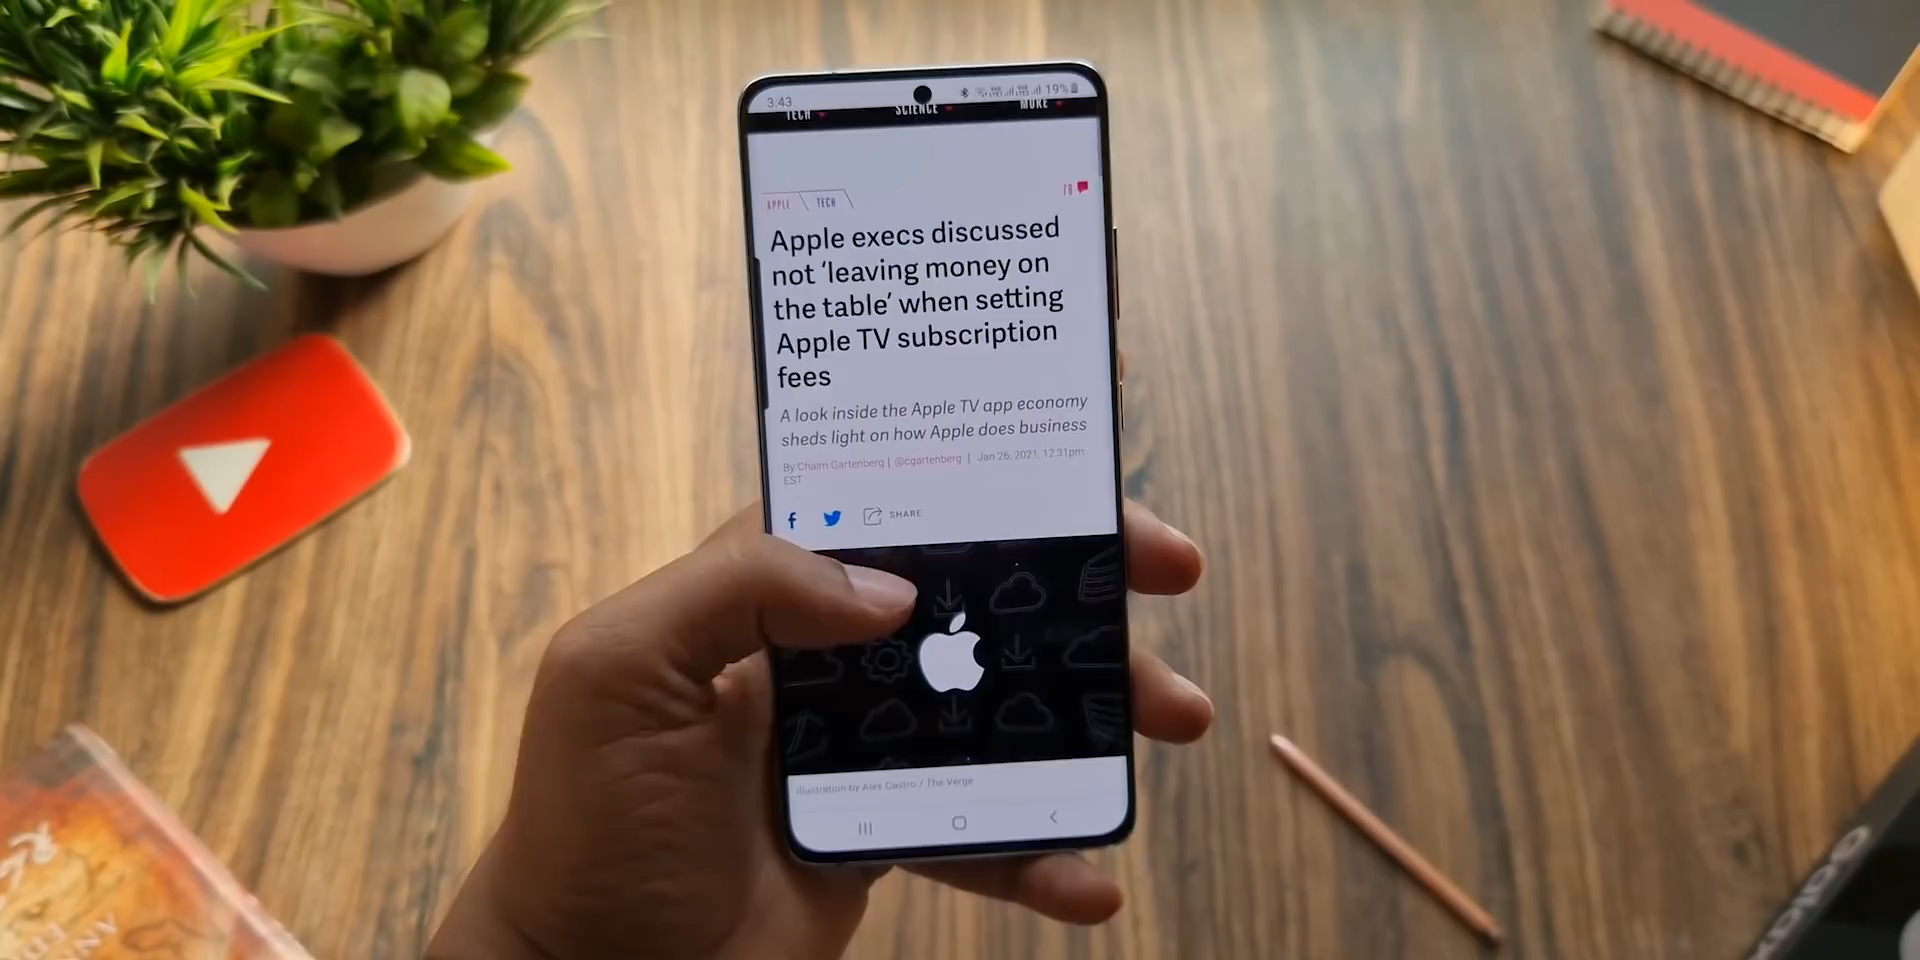 3:43 19%
TECH SCIENCE MORE
APPLE TECH 18
Apple execs discussed
not ‘leaving money on
the table’ when setting
Apple TV subscription
fees
A look inside the Apple TV app economy
sheds light on how Apple does business
By Chaim Gartenberg | @cgartenberg | Jan 26, 2021, 12:31pm
EST
SHARE
Illustration by Alex Castro / The Verge